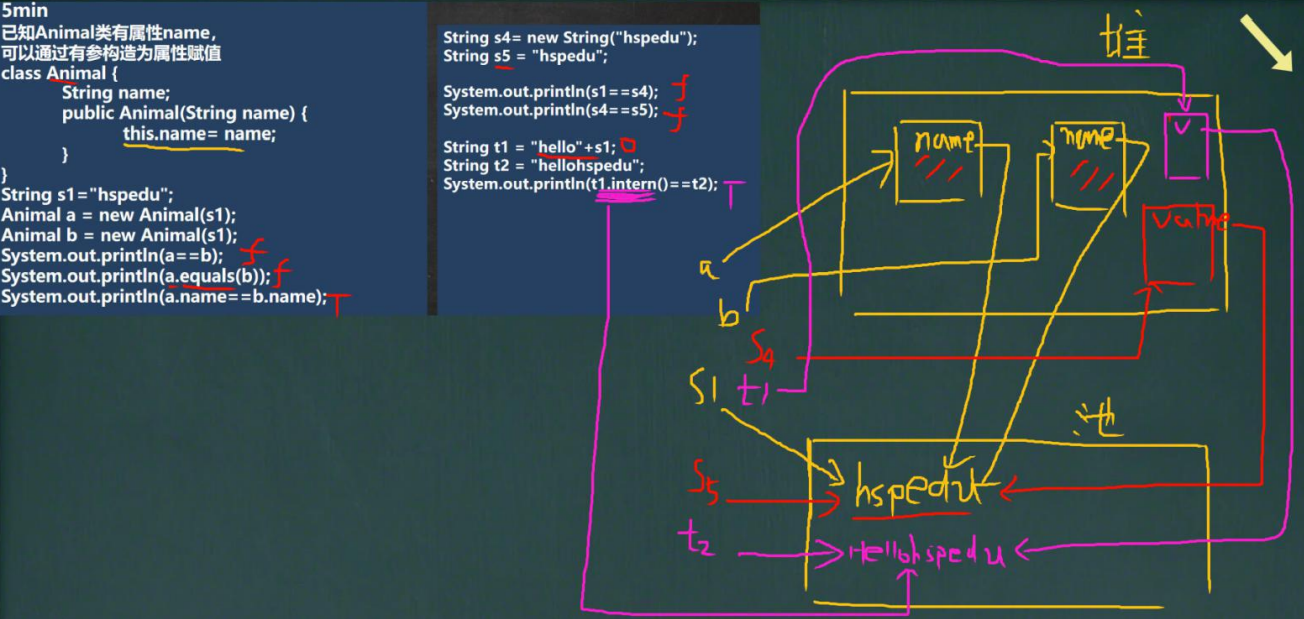 5min
已知Animal类有属性name,
可以通过有参构造为属性赋值
class Animal {
String name;
public Animal(String name) {
this.name= name;
}
}
String s1="hspedu";
Animal a = new Animal(s1);
Animal b = new Animal(s1);
System.out.println(a==b); f
System.out.println(a.equals(b)); f
System.out.println(a.name==b.name); T
String s4= new String("hspedu");
String s5 = "hspedu";
System.out.println(s1==s4); f
System.out.println(s4==s5); f
String t1 = "hello"+s1;
String t2 = "hellohspedu";
System.out.println(t1.intern()==t2); T
堆
name
name
v
value
a
b
S4
S1
t1
池
S5
hspedu
t2
Hellohspedu